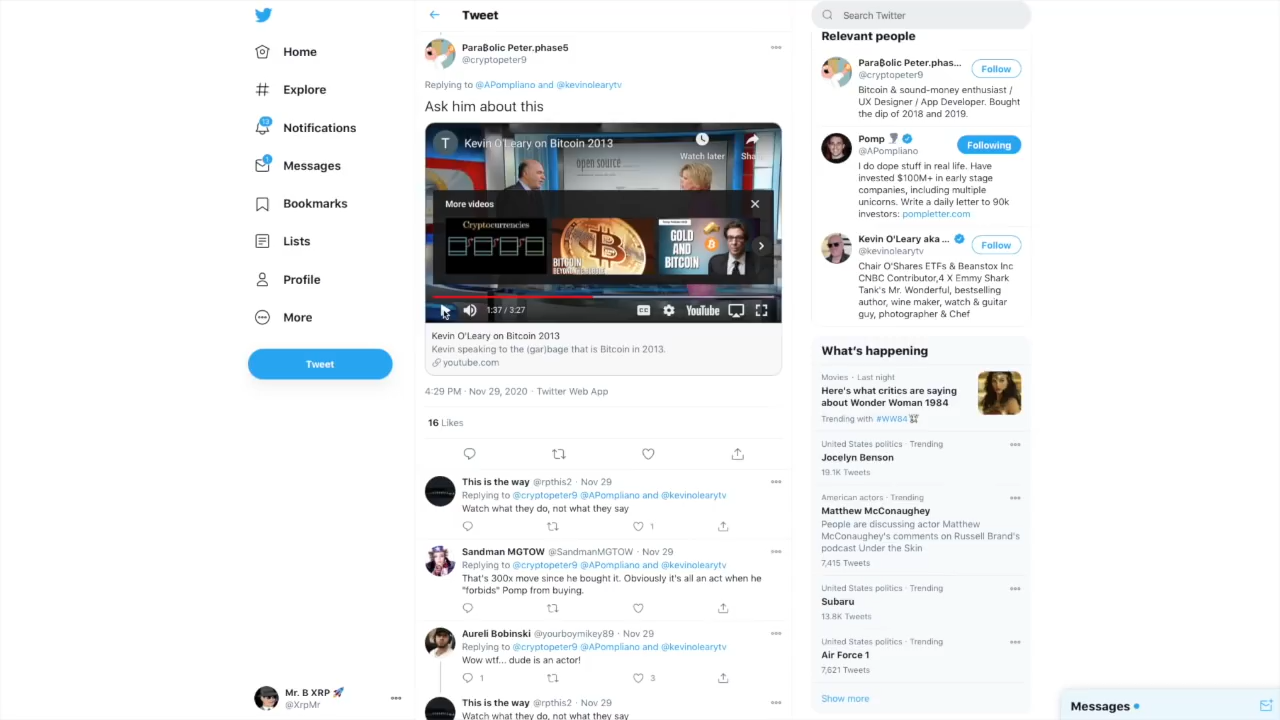 Home
Explore
13
Notifications
1
Messages
Bookmarks
Lists
Profile
More
Tweet
Mr. B XRP 🚀
@XrpMr
Tweet
ParaBolic Peter.phase5
@cryptopeter9
Replying to @APompliano and @kevinolearytv
Ask him about this
T
Kevin O'Leary on Bitcoin 2013
Watch later
open source
More videos
Cryptocurrencies
BITCOIN
BEYOND THE BUBBLE
GOLD
AND
BITCOIN
1:37 / 3:27
CC
YouTube
Kevin O'Leary on Bitcoin 2013
Kevin speaking to the (gar)bage that is Bitcoin in 2013.
youtube.com
4:29 PM · Nov 29, 2020 · Twitter Web App
16 Likes
This is the way @rpthis2 · Nov 29
Replying to @cryptopeter9 @APompliano and @kevinolearytv
Watch what they do, not what they say
1
Sandman MGTOW @SandmanMGTOW · Nov 29
Replying to @cryptopeter9 @APompliano and @kevinolearytv
That's 300x move since he bought it. Obviously it's all an act when he
"forbids" Pomp from buying.
Aureli Bobinski @yourboymikey89 · Nov 29
Replying to @cryptopeter9 @APompliano and @kevinolearytv
Wow wtf... dude is an actor!
1 3
This is the way @rpthis2 · Nov 29
Watch what they do, not what they say
Search Twitter
Relevant people
ParaBolic Peter.phas...
@cryptopeter9
Follow
Bitcoin & sound-money enthusiast /
UX Designer / App Developer. Bought
the dip of 2018 and 2019.
Pomp 🌪
@APompliano
Following
I do dope stuff in real life. Have
invested $100M+ in early stage
companies, including multiple
unicorns. Write a daily letter to 90k
investors: pompletter.com
Kevin O'Leary aka ...
@kevinolearytv
Follow
Chair O'Shares ETFs & Beanstox Inc
CNBC Contributor,4 X Emmy Shark
Tank's Mr. Wonderful, bestselling
author, wine maker, watch & guitar
guy, photographer & Chef
What's happening
Movies · Last night
Here's what critics are saying
about Wonder Woman 1984
Trending with #WW84
United States politics · Trending
Jocelyn Benson
19.1K Tweets
American actors · Trending
Matthew McConaughey
People are discussing actor Matthew
McConaughey's comments on Russell Brand's
podcast Under the Skin
7,415 Tweets
United States politics · Trending
Subaru
13.8K Tweets
United States politics · Trending
Air Force 1
7,621 Tweets
Show more
Messages